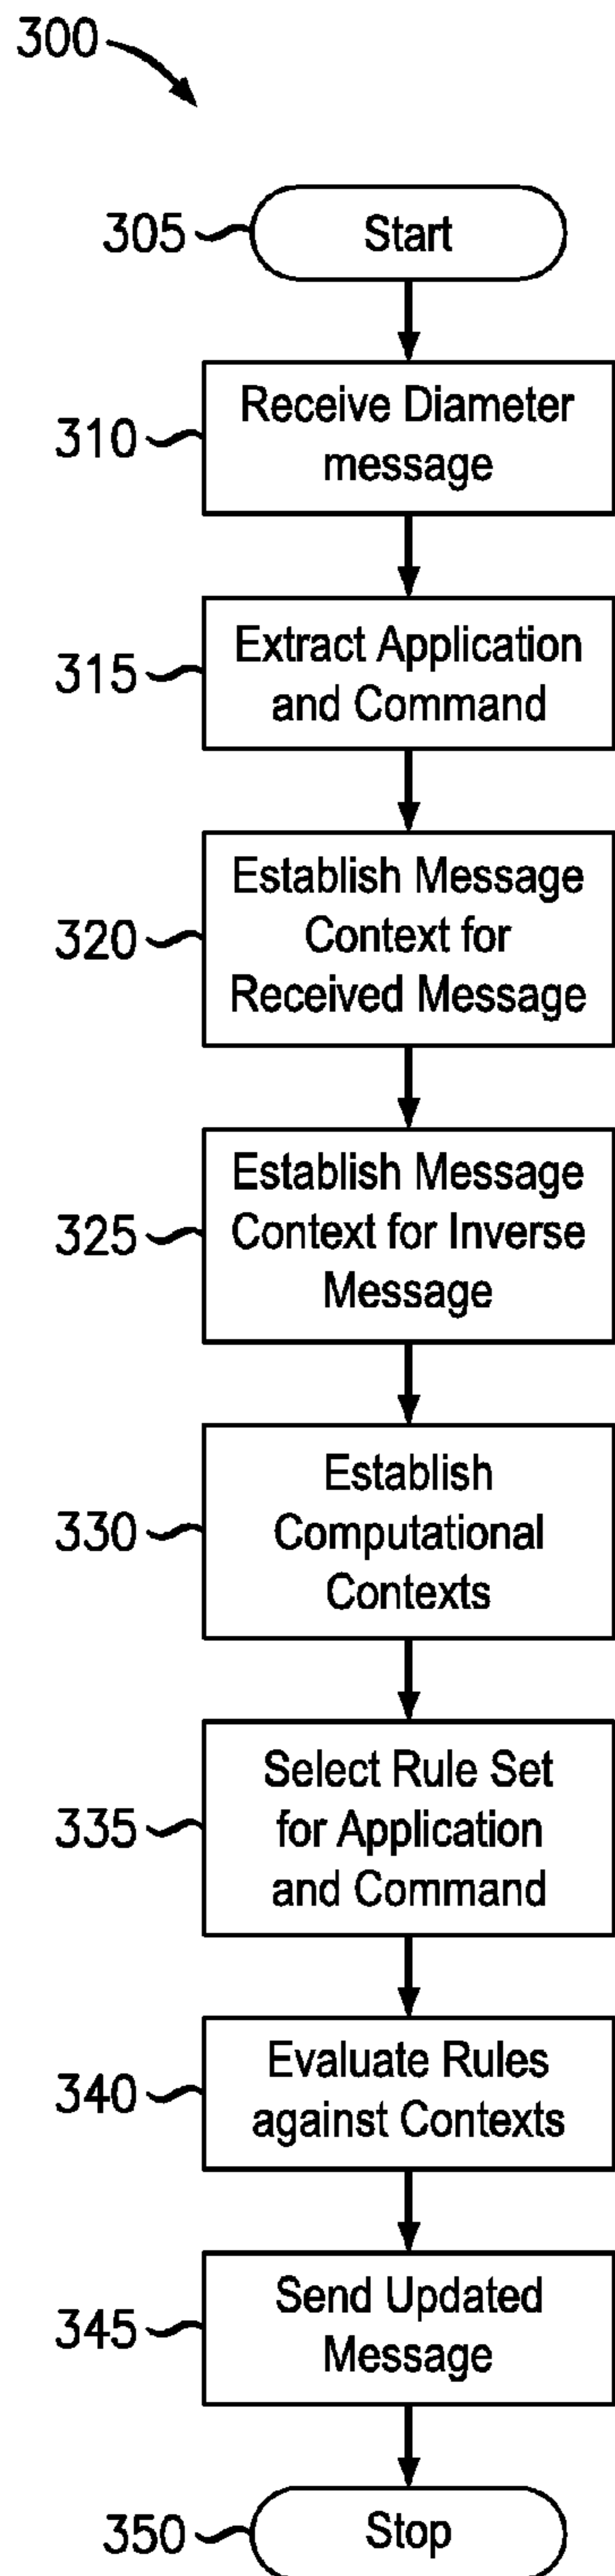 300
305
Start
310
Receive Diameter
message
315
Extract Application
and Command
320
Establish Message
Context for
Received Message
325
Establish Message
Context for Inverse
Message
330
Establish
Computational
Contexts
335
Select Rule Set
for Application
and Command
340
Evaluate Rules
against Contexts
345
Send Updated
Message
350
Stop